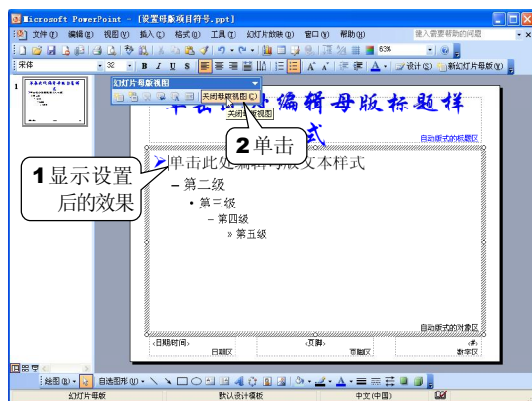 Microsoft PowerPoint - [设置母版项目符号.ppt]
文件(F) 编辑(E) 视图(V) 插入(I) 格式(O) 工具(T) 幻灯片放映(D) 窗口(W) 帮助(H) 键入需要帮助的问题
宋体 32 B I U S 设计(S) 新幻灯片母版(V)
63%
幻灯片母版视图
关闭母版视图(C)
1
单击此处编辑母版标题样
式
自动版式的标题区
2单击
1显示设置
后的效果
单击此处编辑母版文本样式
– 第二级
• 第三级
– 第四级
» 第五级
自动版式的对象区
<日期/时间> <页脚> <#>
日期区 页脚区 数字区
绘图(R) 自选图形(U)
幻灯片母版 默认设计模板 中文(中国)